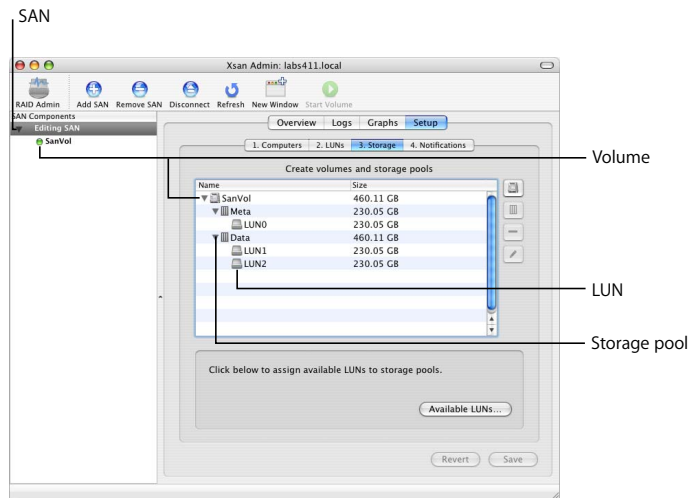 SAN
Xsan Admin: labs411.local
RAID Admin Add SAN Remove SAN Disconnect Refresh New Window Start Volume
SAN Components
Editing SAN
SanVol
Overview Logs Graphs Setup
1. Computers 2. LUNs 3. Storage 4. Notifications
Create volumes and storage pools
Name Size
SanVol 460.11 GB
Meta 230.05 GB
LUN0 230.05 GB
Data 460.11 GB
LUN1 230.05 GB
LUN2 230.05 GB
Volume
LUN
Storage pool
Click below to assign available LUNs to storage pools.
Available LUNs...
Revert Save